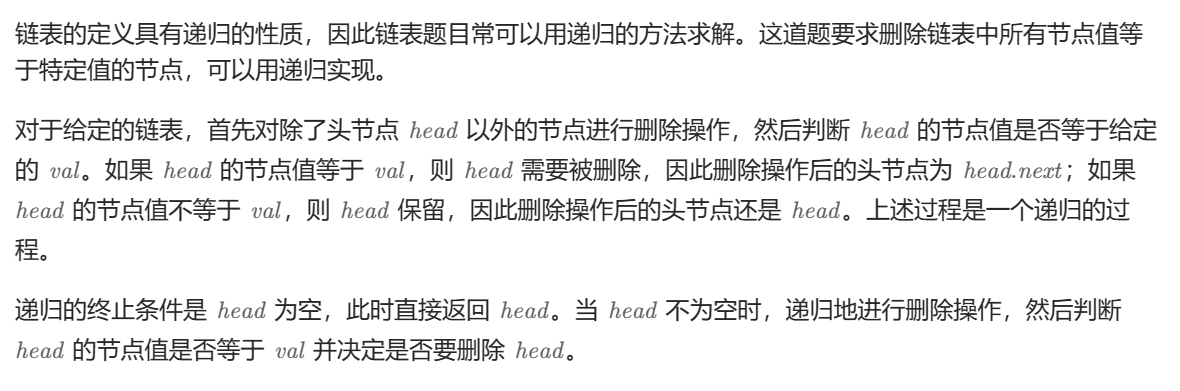 链表的定义具有递归的性质，因此链表题目常可以用递归的方法求解。这道题要求删除链表中所有节点值等
于特定值的节点，可以用递归实现。
对于给定的链表，首先对除了头节点 head 以外的节点进行删除操作，然后判断 head 的节点值是否等于给定
的 val。如果 head 的节点值等于 val，则 head 需要被删除，因此删除操作后的头节点为 head.next；如果
head 的节点值不等于 val，则 head 保留，因此删除操作后的头节点还是 head。上述过程是一个递归的过
程。
递归的终止条件是 head 为空，此时直接返回 head。当 head 不为空时，递归地进行删除操作，然后判断
head 的节点值是否等于 val 并决定是否要删除 head。